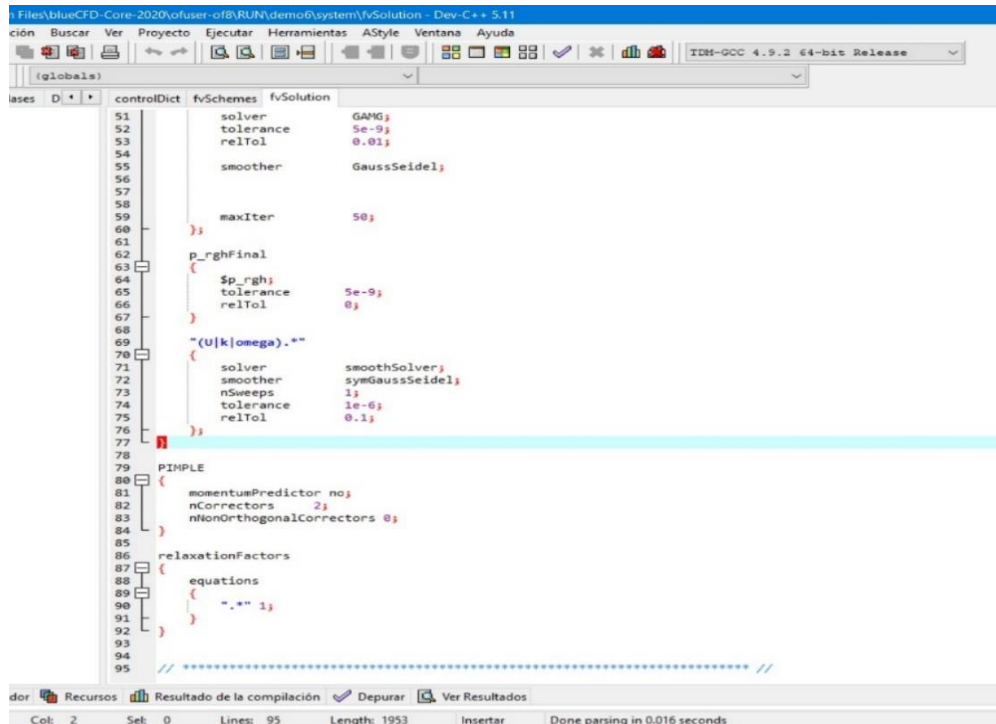 n Files\blueCFD-Core-2020\ofuser-of8\RUN\demo6\system\fvSolution - Dev-C++ 5.11
ción Buscar Ver Proyecto Ejecutar Herramientas AStyle Ventana Ayuda
TDM-GCC 4.9.2 64-bit Release
(globals)
ases D controlDict fvSchemes fvSolution
51 solver GAMG;
52 tolerance 5e-9;
53 relTol 0.01;
54
55 smoother GaussSeidel;
56
57
58
59 maxIter 50;
60 };
61
62 p_rghFinal
63 {
64 $p_rgh;
65 tolerance 5e-9;
66 relTol 0;
67 }
68
69 "(U|k|omega).*"
70 {
71 solver smoothSolver;
72 smoother symGaussSeidel;
73 nSweeps 1;
74 tolerance 1e-6;
75 relTol 0.1;
76 };
77 }
78
79 PIMPLE
80 {
81 momentumPredictor no;
82 nCorrectors 2;
83 nNonOrthogonalCorrectors 0;
84 }
85
86 relaxationFactors
87 {
88 equations
89 {
90 ".*" 1;
91 }
92 }
93
94
95 // ************************************************************************* //
dor Recursos Resultado de la compilación Depurar Ver Resultados
Col: 2 Sel: 0 Lines: 95 Length: 1953 Insertar Done parsing in 0.016 seconds